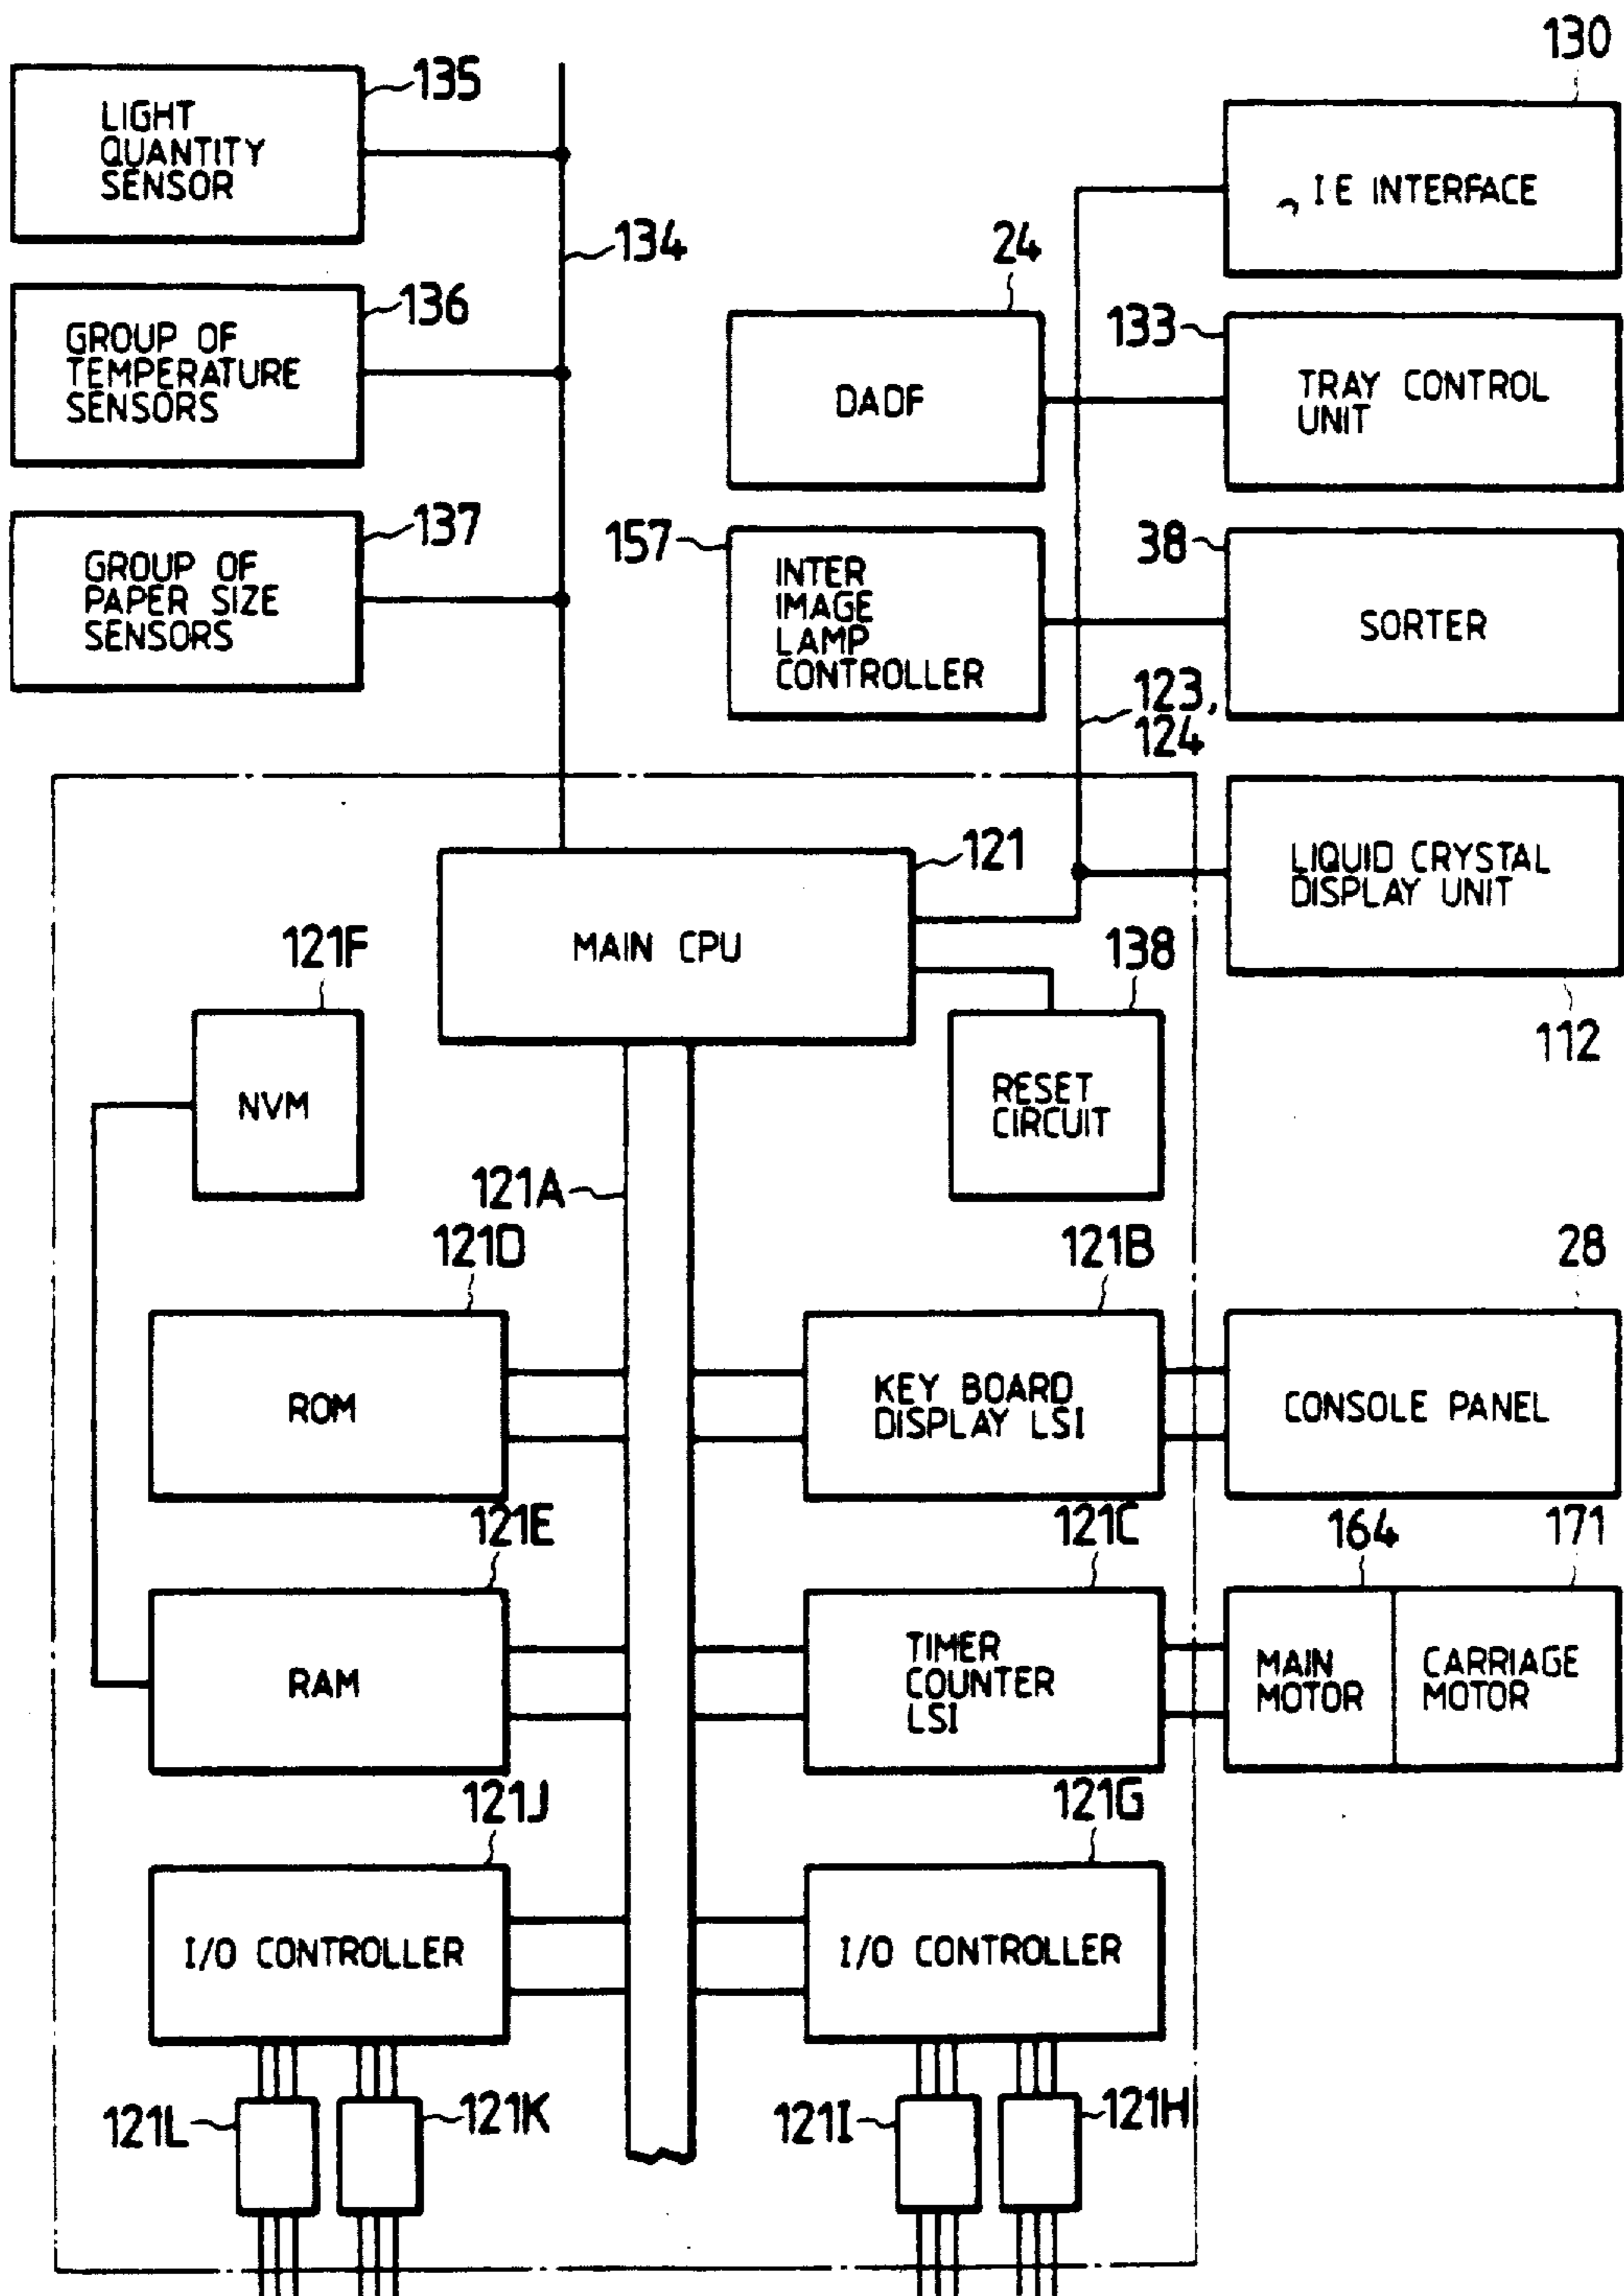 130
135
LIGHT
QUANTITY
SENSOR
I E INTERFACE
134
24
136
GROUP OF
TEMPERATURE
SENSORS
133
DADF
TRAY CONTROL
UNIT
137
157
38
GROUP OF
PAPER SIZE
SENSORS
INTER
IMAGE
LAMP
CONTROLLER
SORTER
123,
124
121
LIQUID CRYSTAL
DISPLAY UNIT
MAIN CPU
121F
138
112
NVM
RESET
CIRCUIT
121A
121D
121B
28
ROM
KEY BOARD
DISPLAY LSI
CONSOLE PANEL
121E
121C
164
171
RAM
TIMER
COUNTER
LSI
MAIN
MOTOR
CARRIAGE
MOTOR
121J
121G
I/O CONTROLLER
I/O CONTROLLER
121L
121K
121I
121H